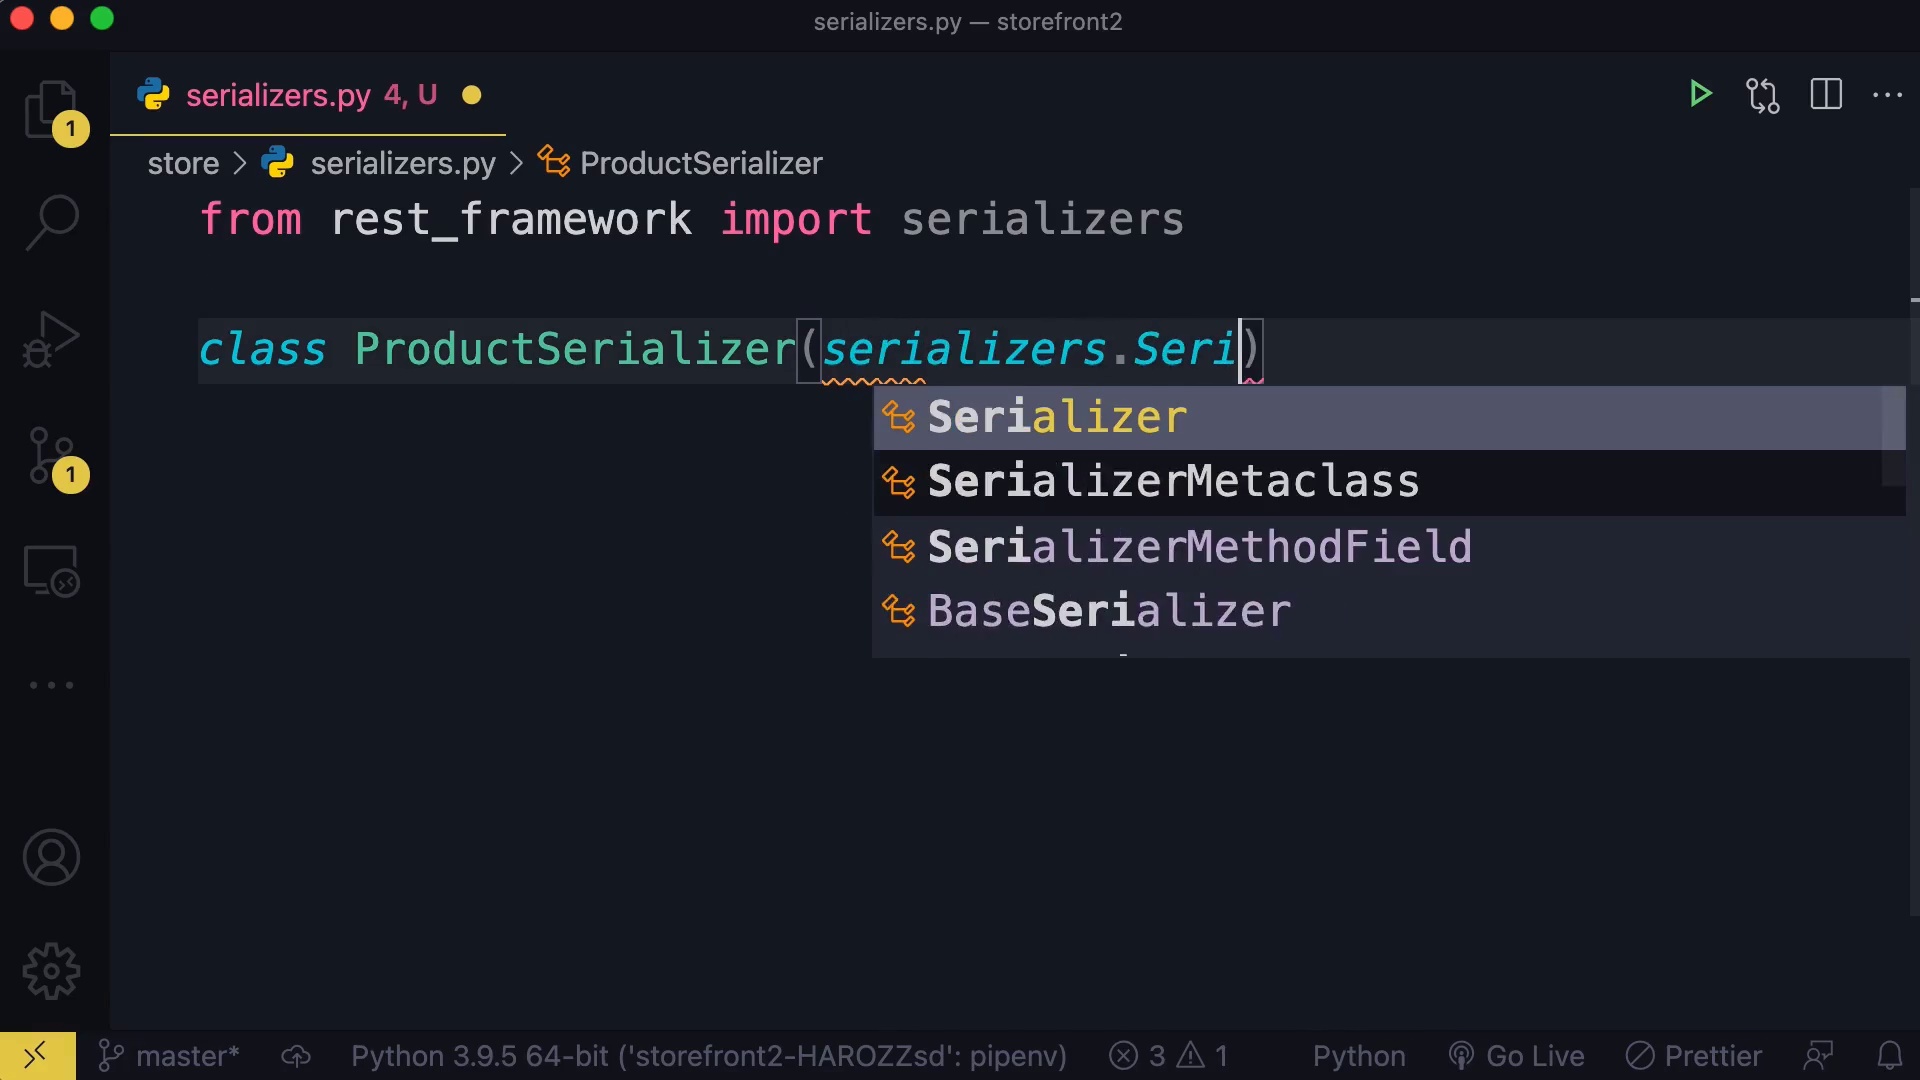 serializers.py — storefront2
serializers.py 4, U
1
store > serializers.py > ProductSerializer
from rest_framework import serializers
class ProductSerializer(serializers.Seri)
Serializer
SerializerMetaclass
1
SerializerMethodField
BaseSerializer
master* Python 3.9.5 64-bit ('storefront2-HAROZZsd': pipenv) 3 1 Python Go Live Prettier